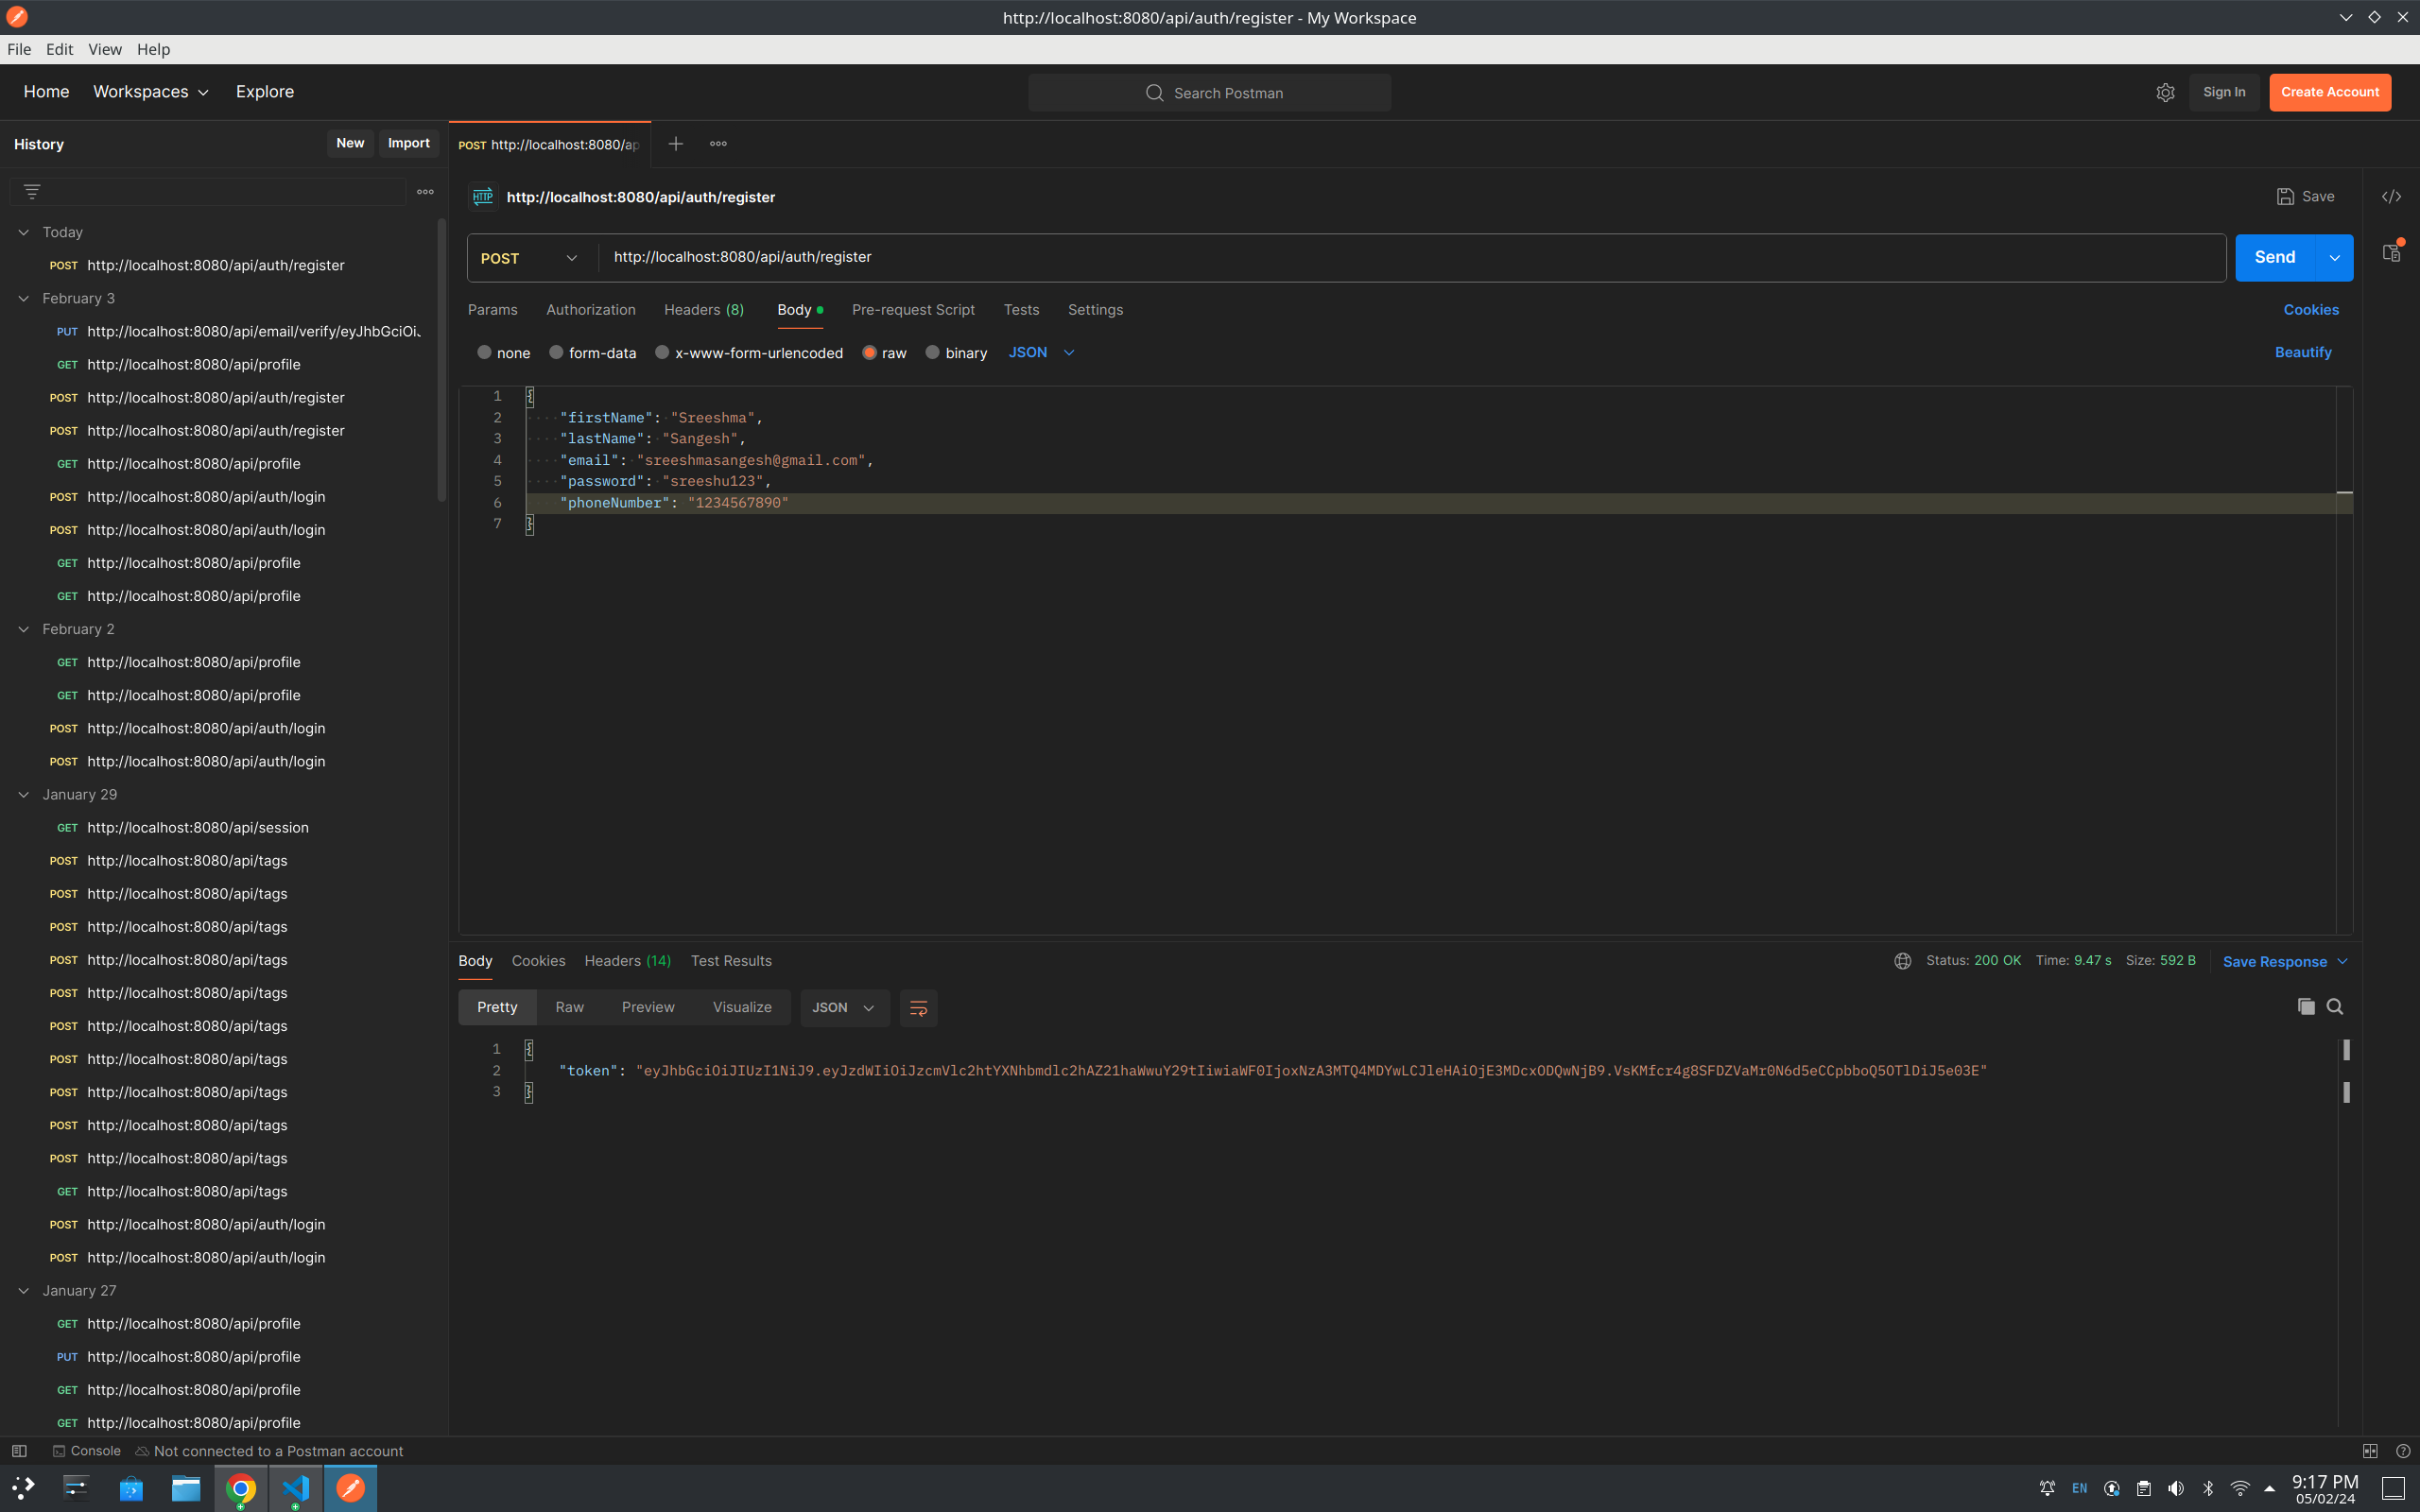 http://localhost:8080/api/auth/register - My Workspace
File Edit View Help
Home Workspaces Explore Search Postman Sign In Create Account
History New Import
POST http://localhost:8080/ap
http://localhost:8080/api/auth/register Save
Today
POST http://localhost:8080/api/auth/register
February 3
PUT http://localhost:8080/api/email/verify/eyJhbGciOi.
GET http://localhost:8080/api/profile
POST http://localhost:8080/api/auth/register
POST http://localhost:8080/api/auth/register
GET http://localhost:8080/api/profile
POST http://localhost:8080/api/auth/login
POST http://localhost:8080/api/auth/login
GET http://localhost:8080/api/profile
GET http://localhost:8080/api/profile
February 2
GET http://localhost:8080/api/profile
GET http://localhost:8080/api/profile
POST http://localhost:8080/api/auth/login
POST http://localhost:8080/api/auth/login
January 29
GET http://localhost:8080/api/session
POST http://localhost:8080/api/tags
POST http://localhost:8080/api/tags
POST http://localhost:8080/api/tags
POST http://localhost:8080/api/tags
POST http://localhost:8080/api/tags
POST http://localhost:8080/api/tags
POST http://localhost:8080/api/tags
POST http://localhost:8080/api/tags
POST http://localhost:8080/api/tags
POST http://localhost:8080/api/tags
GET http://localhost:8080/api/tags
POST http://localhost:8080/api/auth/login
POST http://localhost:8080/api/auth/login
January 27
GET http://localhost:8080/api/profile
PUT http://localhost:8080/api/profile
GET http://localhost:8080/api/profile
GET http://localhost:8080/api/profile
HTTP
POST http://localhost:8080/api/auth/register Send
Params Authorization Headers (8) Body Pre-request Script Tests Settings Cookies
none form-data x-www-form-urlencoded raw binary JSON Beautify
1 {
2 "firstName": "Sreeshma",
3 "lastName": "Sangesh",
4 "email": "sreeshmasangesh@gmail.com",
5 "password": "sreeshu123",
6 "phoneNumber": "1234567890"
7 }
Body Cookies Headers (14) Test Results Status: 200 OK Time: 9.47 s Size: 592 B Save Response
Pretty Raw Preview Visualize JSON
1 {
2 "token": "eyJhbGciOiJIUzI1NiJ9.eyJzdWIiOiJzcmVlc2htYXNhbmdlc2hAZ21haWwuY29tIiwiaWF0IjoxNzA3MTQ4MDYwLCJleHAiOjE3MDcxODQwNjB9.VsKMfcr4g8SFDZVaMr0N6d5eCCpbboQ5OTlDiJ5e03E"
3 }
Console Not connected to a Postman account
EN 9:17 PM
05/02/24